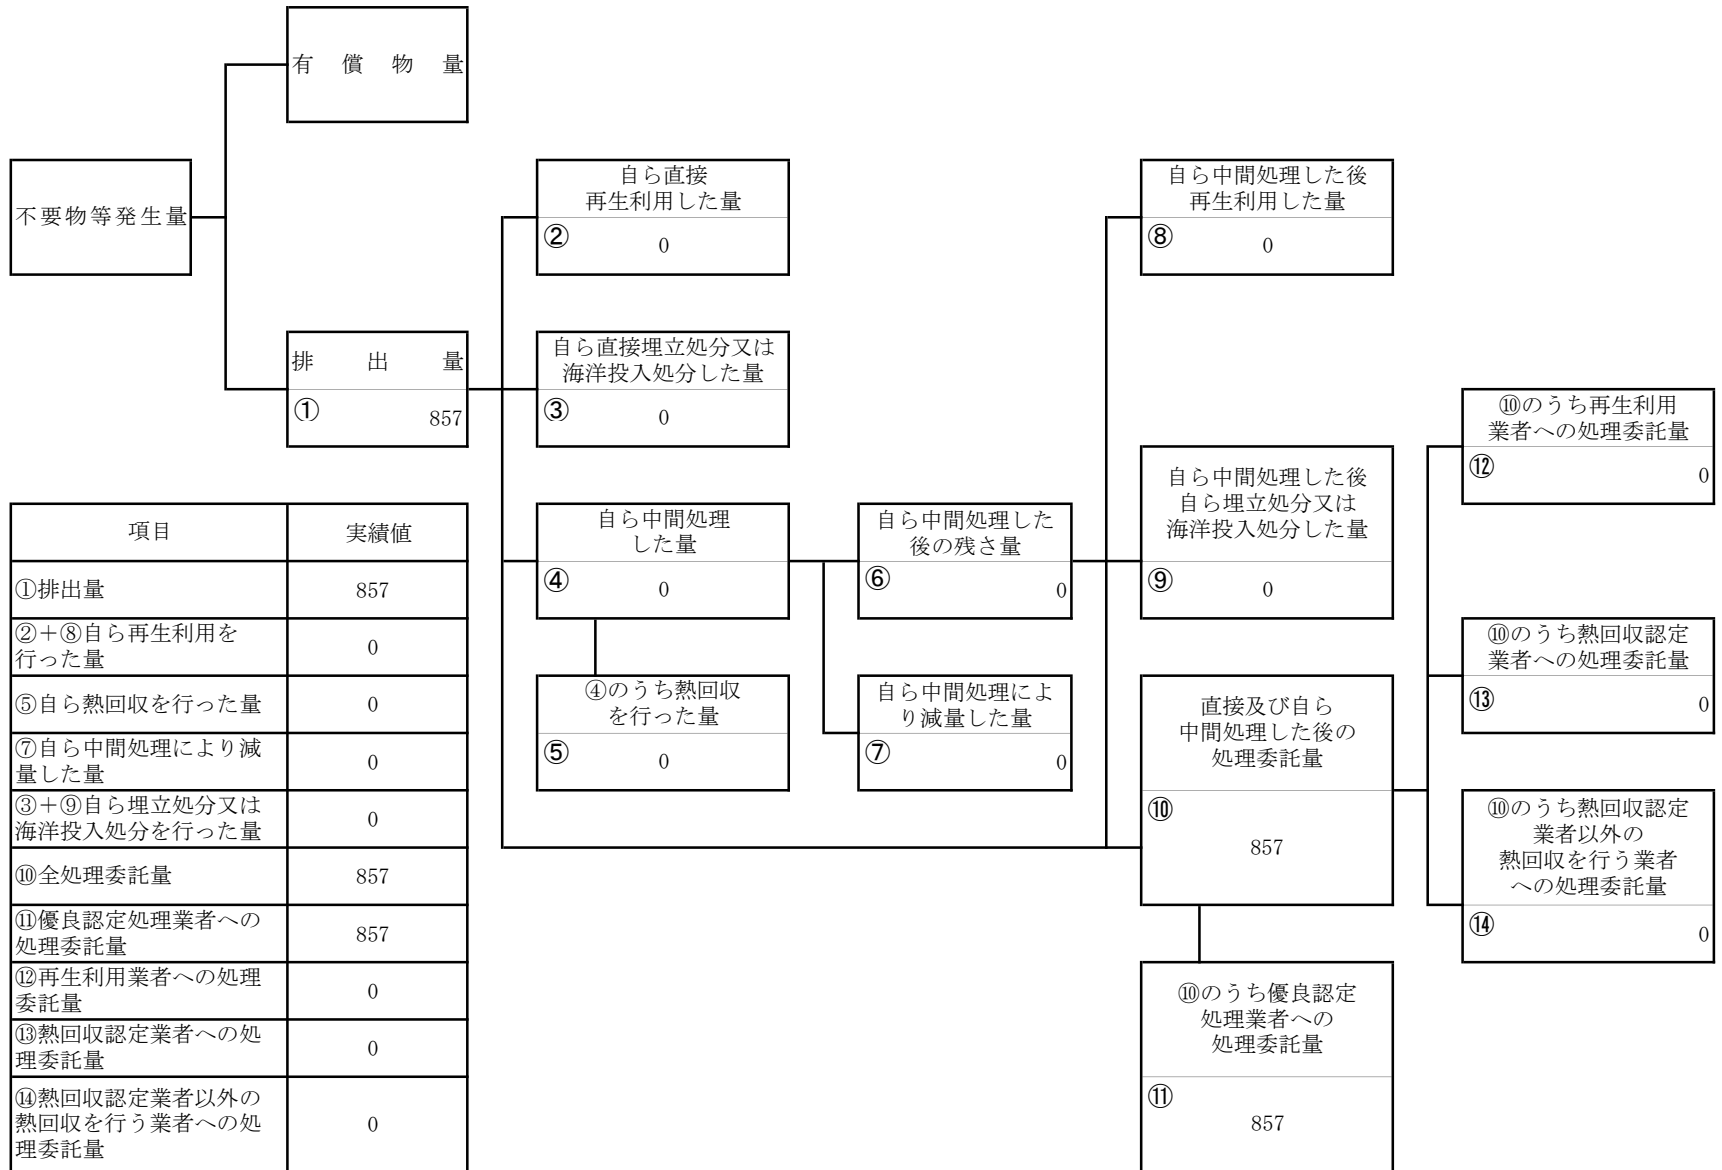 有償物量
不要物等発生量
排出量
①
857
自ら直接
再生利用した量
②
0
自ら直接埋立処分又は
海洋投入処分した量
③
0
自ら中間処理
した量
④
0
④のうち熱回収
を行った量
⑤
0
自ら中間処理した
後の残さ量
⑥
0
自ら中間処理によ
り減量した量
⑦
0
自ら中間処理した後
再生利用した量
⑧
0
自ら中間処理した後
自ら埋立処分又は
海洋投入処分した量
⑨
0
直接及び自ら
中間処理した後の
処理委託量
⑩
857
⑩のうち優良認定
処理業者への
処理委託量
⑪
857
⑩のうち再生利用
業者への処理委託量
⑫
0
⑩のうち熱回収認定
業者への処理委託量
⑬
0
⑩のうち熱回収認定
業者以外の
熱回収を行う業者
への処理委託量
⑭
0
項目 実績値
①排出量 857
②＋⑧自ら再生利用を
行った量 0
⑤自ら熱回収を行った量 0
⑦自ら中間処理により減
量した量 0
③＋⑨自ら埋立処分又は
海洋投入処分を行った量 0
⑩全処理委託量 857
⑪優良認定処理業者への
処理委託量 857
⑫再生利用業者への処理
委託量 0
⑬熱回収認定業者への処
理委託量 0
⑭熱回収認定業者以外の
熱回収を行う業者への処
理委託量 0